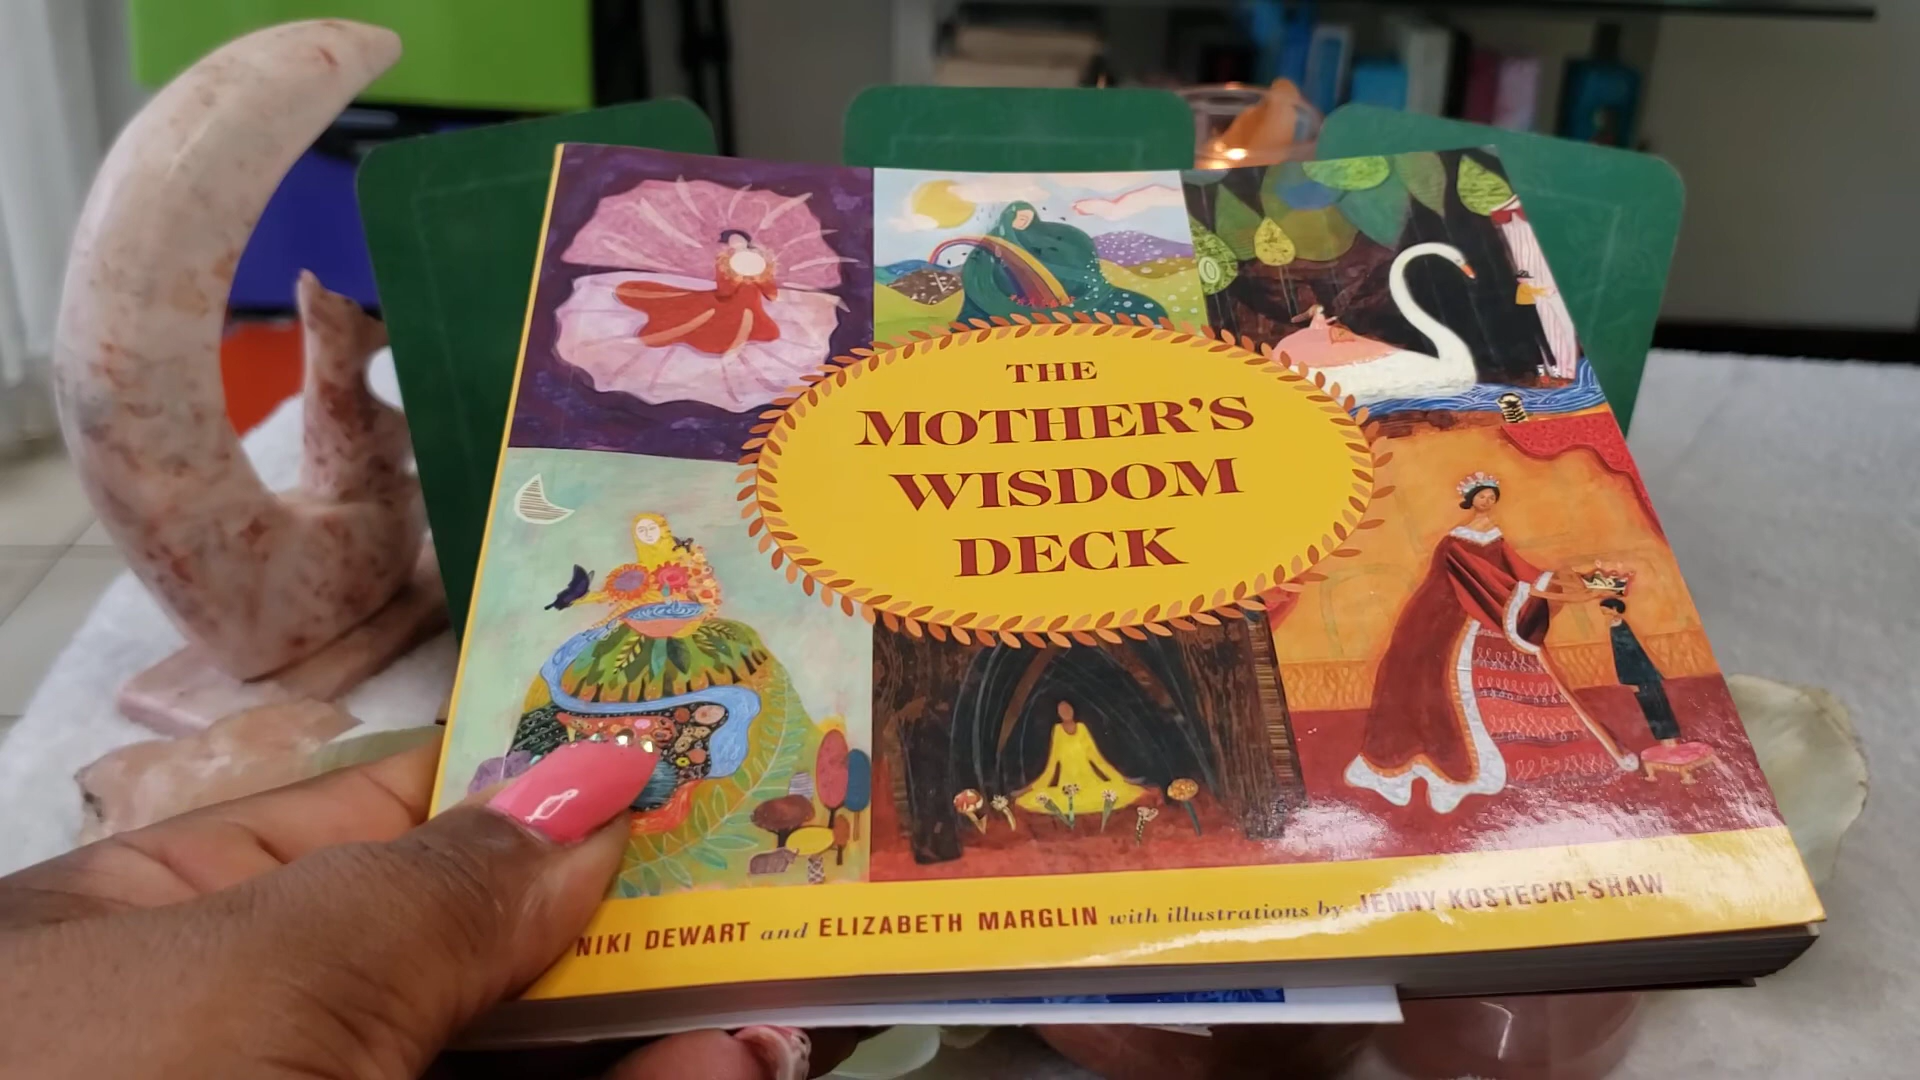 THE
MOTHER'S
WISDOM
DECK
NIKI DEWART and ELIZABETH MARGLIN with illustrations by JENNY KOSTECKI-SHAW